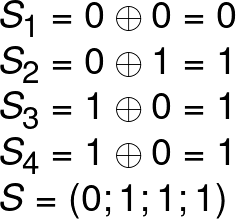 S₁ = 0 ⊕ 0 = 0
S₂ = 0 ⊕ 1 = 1
S₃ = 1 ⊕ 0 = 1
S₄ = 1 ⊕ 0 = 1
S = (0; 1; 1; 1)